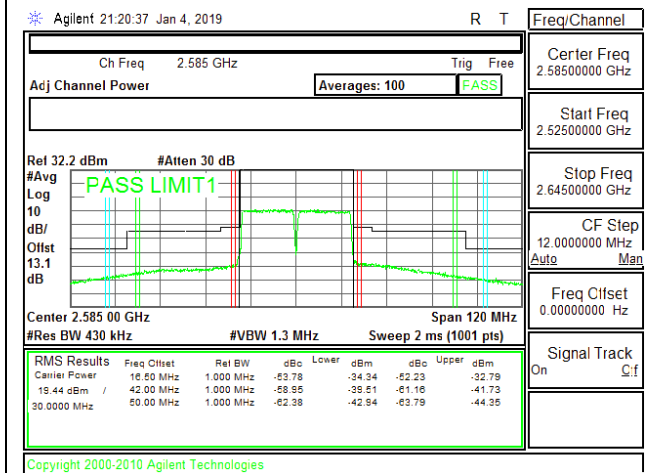 Agilent 21:20:37 Jan 4, 2019 R T Freq/Channel
Ch Freq 2.585 GHz Trig Free
Adj Channel Power Averages: 100 PASS
Center Freq
2.58500000 GHz
Start Freq
2.52500000 GHz
Stop Freq
2.64500000 GHz
CF Step
12.0000000 MHz
Auto Man
Freq Offset
0.00000000 Hz
Signal Track
On Off
Ref 32.2 dBm #Atten 30 dB
#Avg
Log
10
dB/
Offst
13.1
dB
PASS LIMIT1
Center 2.585 00 GHz Span 120 MHz
#Res BW 430 kHz #VBW 1.3 MHz Sweep 2 ms (1001 pts)
RMS Results Freq Offset Ref BW dBc Lower dBm dBc Upper dBm
Carrier Power 16.50 MHz 1.000 MHz -53.78 -34.34 -52.23 -32.79
19.44 dBm / 42.00 MHz 1.000 MHz -58.95 -39.51 -61.16 -41.73
30.0000 MHz 50.00 MHz 1.000 MHz -62.38 -42.94 -63.79 -44.35
Copyright 2000-2010 Agilent Technologies